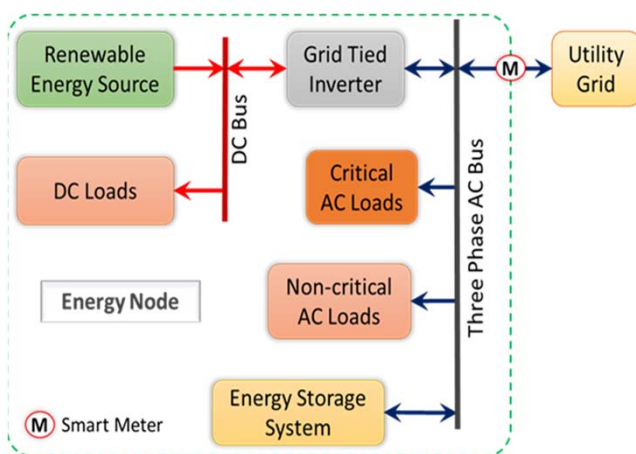 Renewable
Energy Source
Grid Tied
Inverter
M
Utility
Grid
DC Bus
Three Phase AC Bus
DC Loads
Critical
AC Loads
Energy Node
Non-critical
AC Loads
Energy Storage
System
M Smart Meter